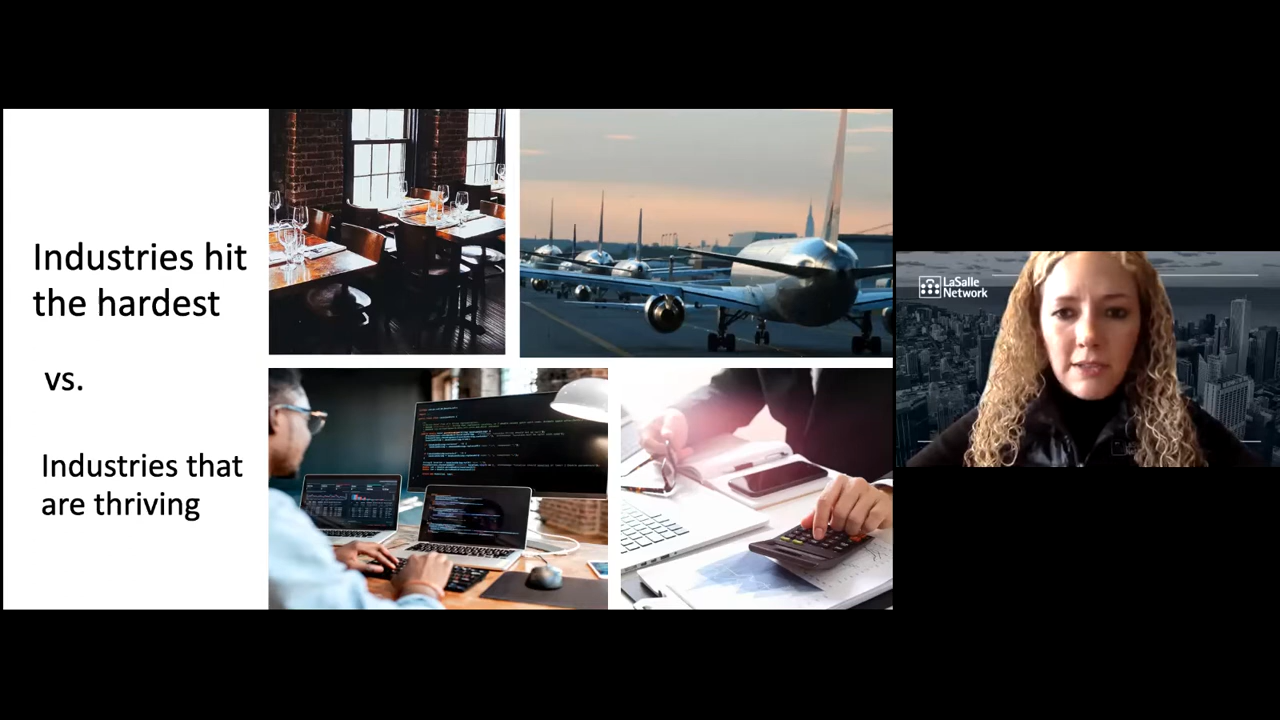 Industries hit
the hardest
vs.
Industries that
are thriving
LaSalle
Network